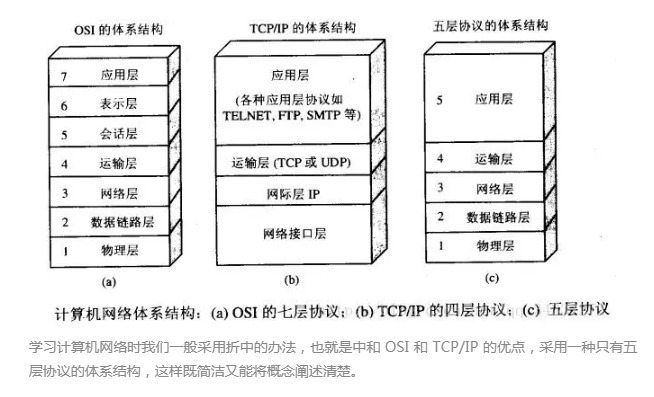 OSI 的体系结构
7 应用层
6 表示层
5 会话层
4 运输层
3 网络层
2 数据链路层
1 物理层
(a)
TCP/IP 的体系结构
应用层
(各种应用层协议如
TELNET, FTP, SMTP 等)
运输层 (TCP 或 UDP)
网际层 IP
网络接口层
(b)
五层协议的体系结构
5 应用层
4 运输层
3 网络层
2 数据链路层
1 物理层
(c)
计算机网络体系结构：(a) OSI 的七层协议；(b) TCP/IP 的四层协议；(c) 五层协议
学习计算机网络时我们一般采用折中的办法，也就是中和 OSI 和 TCP/IP 的优点，采用一种只有五
层协议的体系结构，这样既简洁又能将概念阐述清楚。